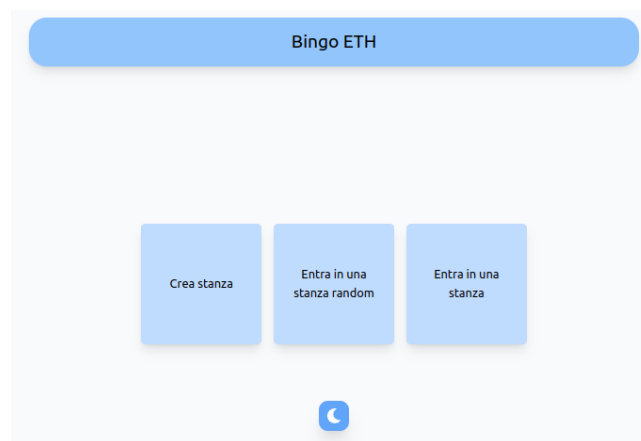 Bingo ETH
Crea stanza
Entra in una
stanza random
Entra in una
stanza